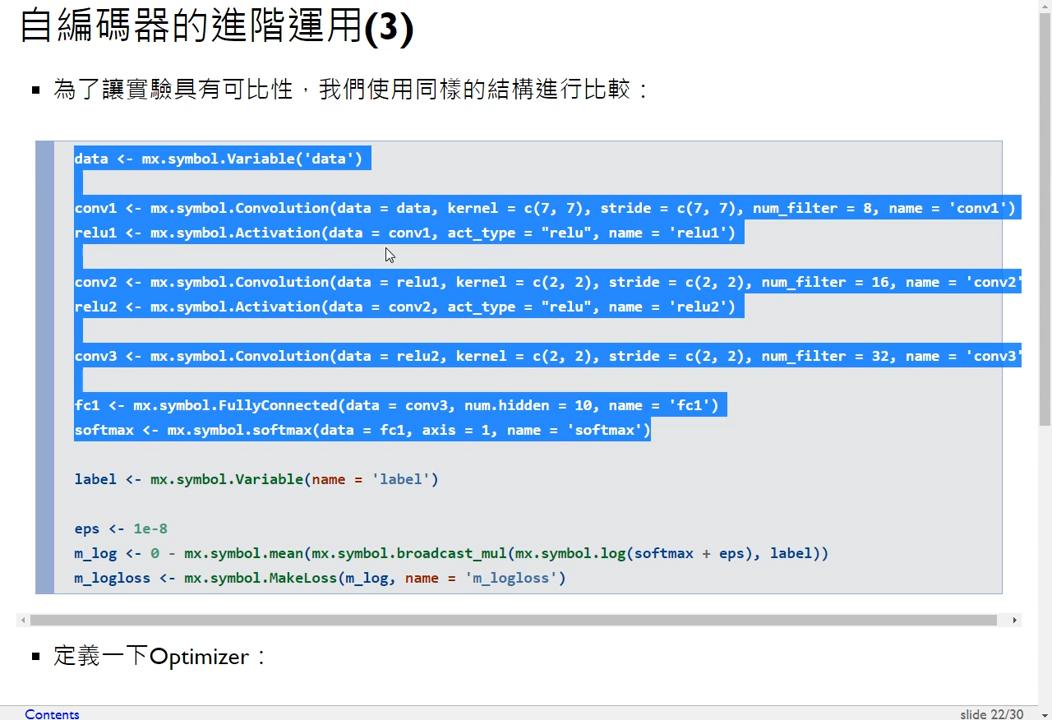 自編碼器的進階運用(3)
為了讓實驗具有可比性，我們使用同樣的結構進行比較：
data <- mx.symbol.Variable('data')
conv1 <- mx.symbol.Convolution(data = data, kernel = c(7, 7), stride = c(7, 7), num_filter = 8, name = 'conv1')
relu1 <- mx.symbol.Activation(data = conv1, act_type = "relu", name = 'relu1')
conv2 <- mx.symbol.Convolution(data = relu1, kernel = c(2, 2), stride = c(2, 2), num_filter = 16, name = 'conv2'
relu2 <- mx.symbol.Activation(data = conv2, act_type = "relu", name = 'relu2')
conv3 <- mx.symbol.Convolution(data = relu2, kernel = c(2, 2), stride = c(2, 2), num_filter = 32, name = 'conv3'
fc1 <- mx.symbol.FullyConnected(data = conv3, num.hidden = 10, name = 'fc1')
softmax <- mx.symbol.softmax(data = fc1, axis = 1, name = 'softmax')
label <- mx.symbol.Variable(name = 'label')
eps <- 1e-8
m_log <- 0 - mx.symbol.mean(mx.symbol.broadcast_mul(mx.symbol.log(softmax + eps), label))
m_logloss <- mx.symbol.MakeLoss(m_log, name = 'm_logloss')
定義一下Optimizer：
Contents
slide 22/30